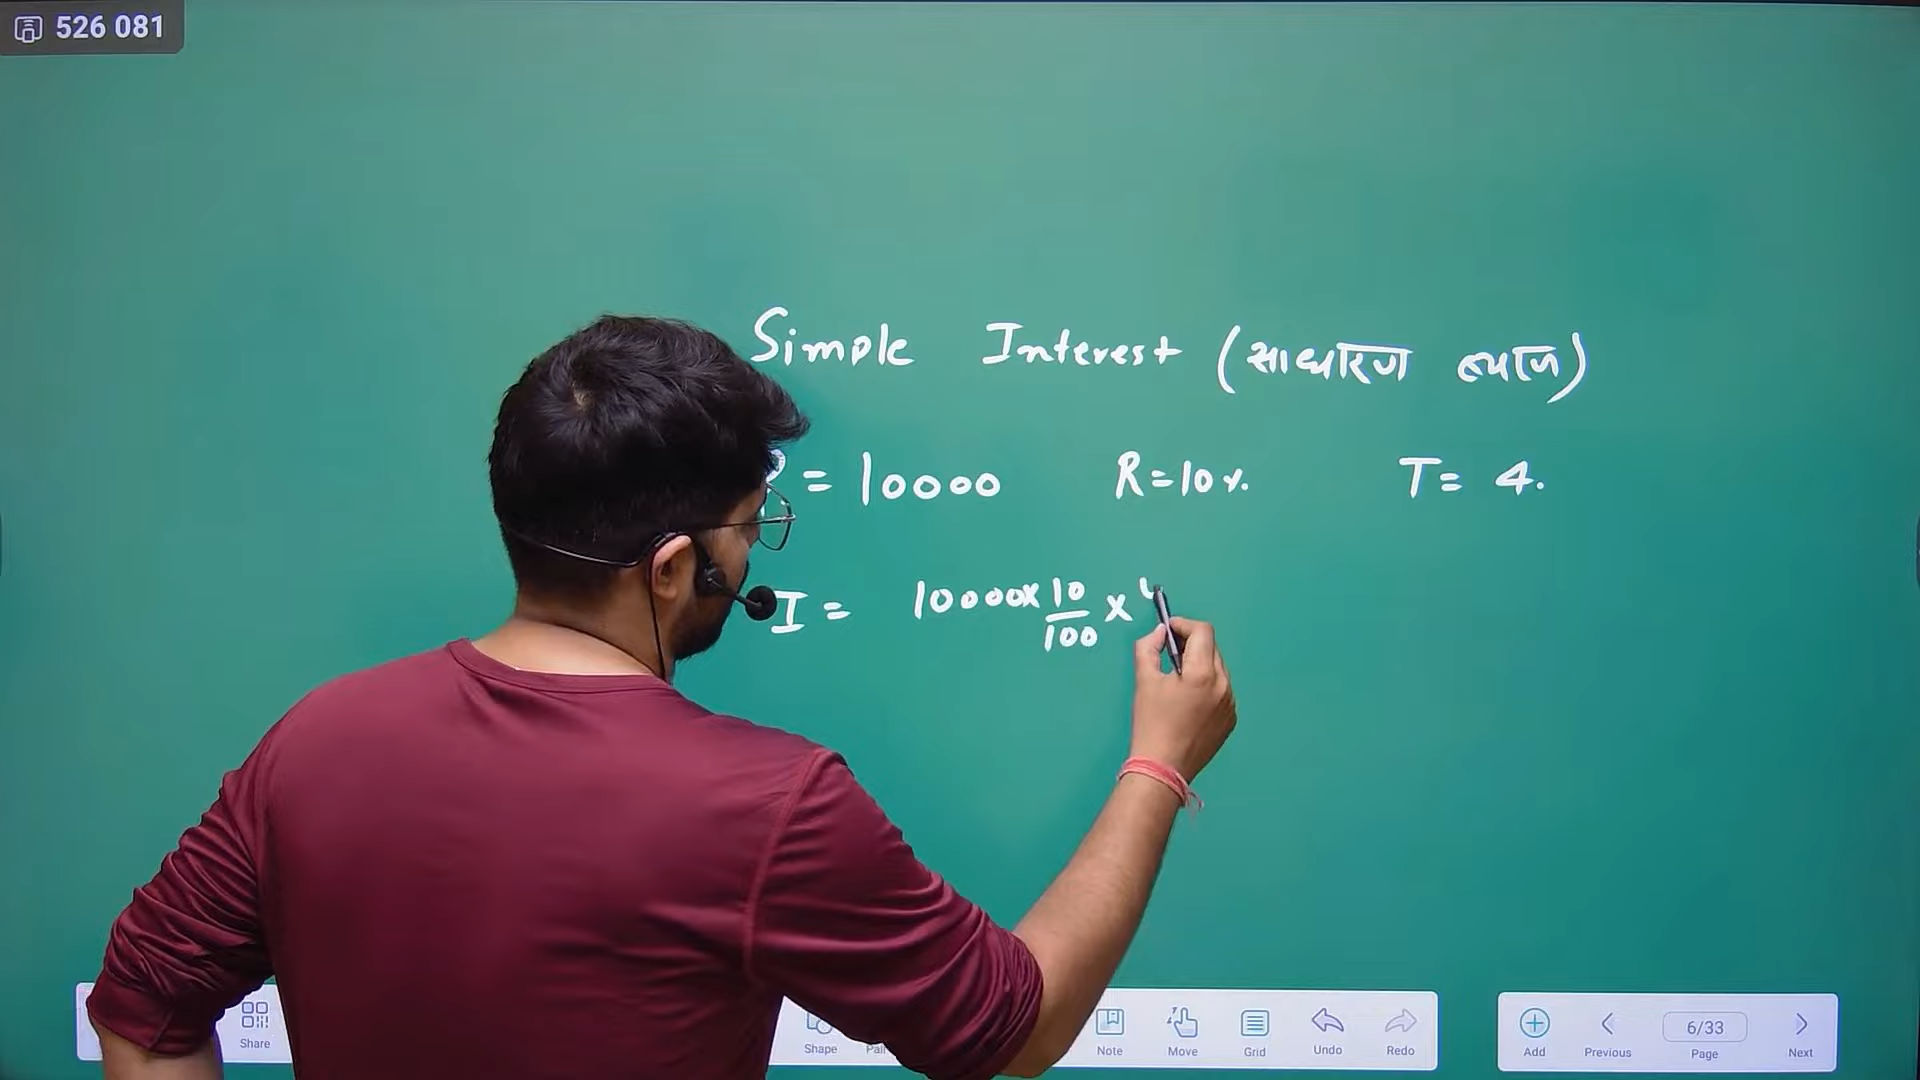 526 081
Simple Interest (साधारण ब्याज)
= 10000 R=10% T= 4.
I = 10000x 10/100 x
Share Shape Note Move Grid Undo Redo Add Previous 6/33 Page Next